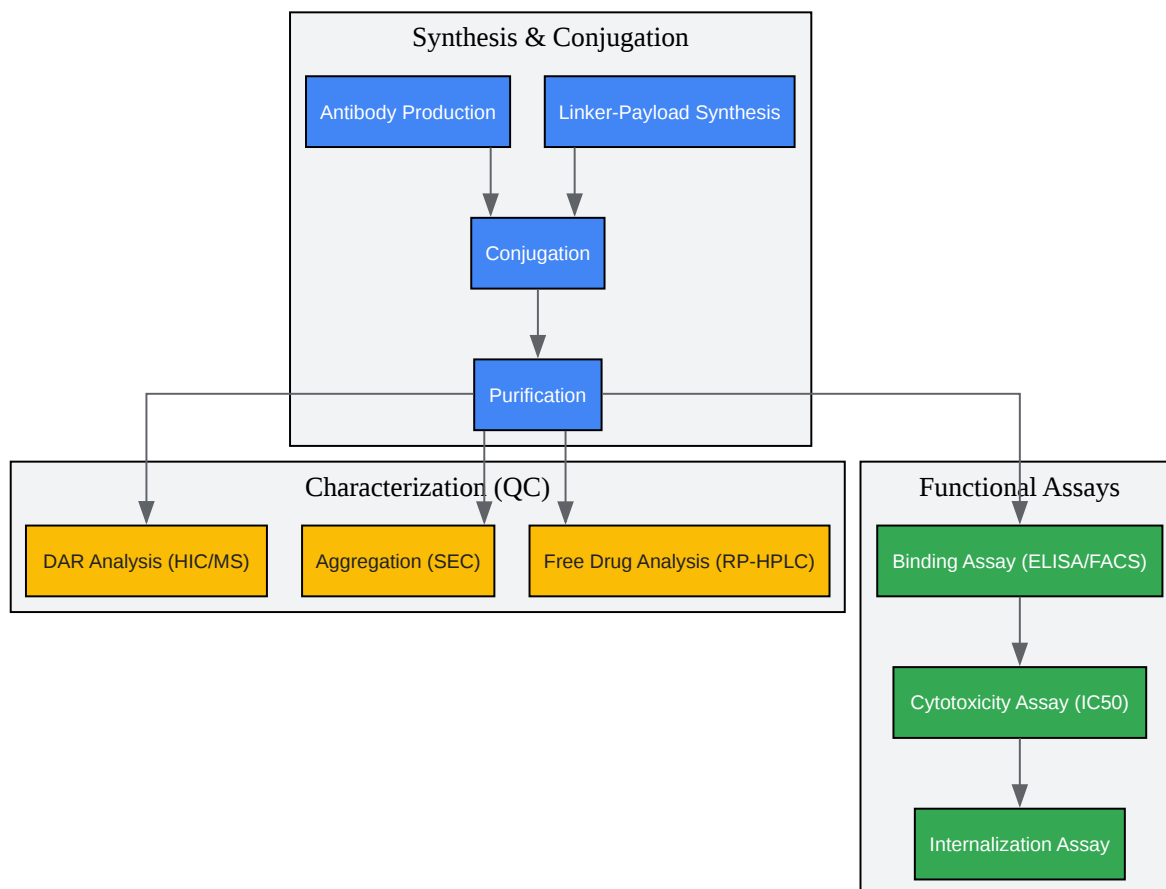 Synthesis & Conjugation
Antibody Production
Linker-Payload Synthesis
Conjugation
Purification
Characterization (QC)
DAR Analysis (HIC/MS)
Aggregation (SEC)
Free Drug Analysis (RP-HPLC)
Functional Assays
Binding Assay (ELISA/FACS)
Cytotoxicity Assay (IC50)
Internalization Assay